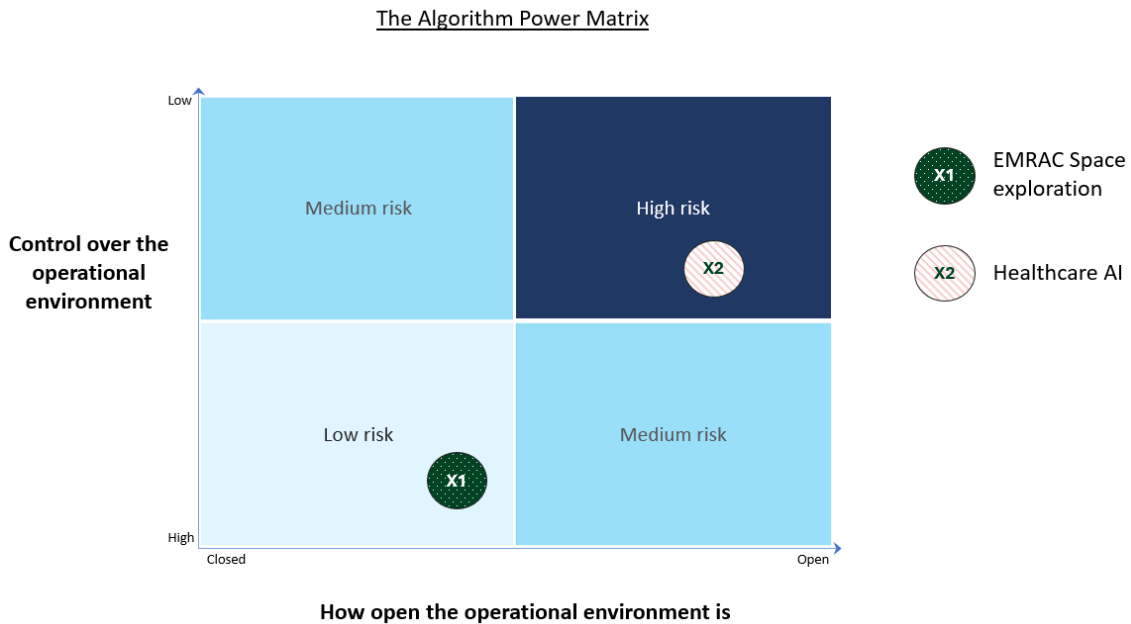 The Algorithm Power Matrix
Low
Medium risk
High risk
X2
Control over the
operational
environment
Low risk
Medium risk
X1
High
Closed
Open
How open the operational environment is
X1
EMRAC Space
exploration
X2
Healthcare AI